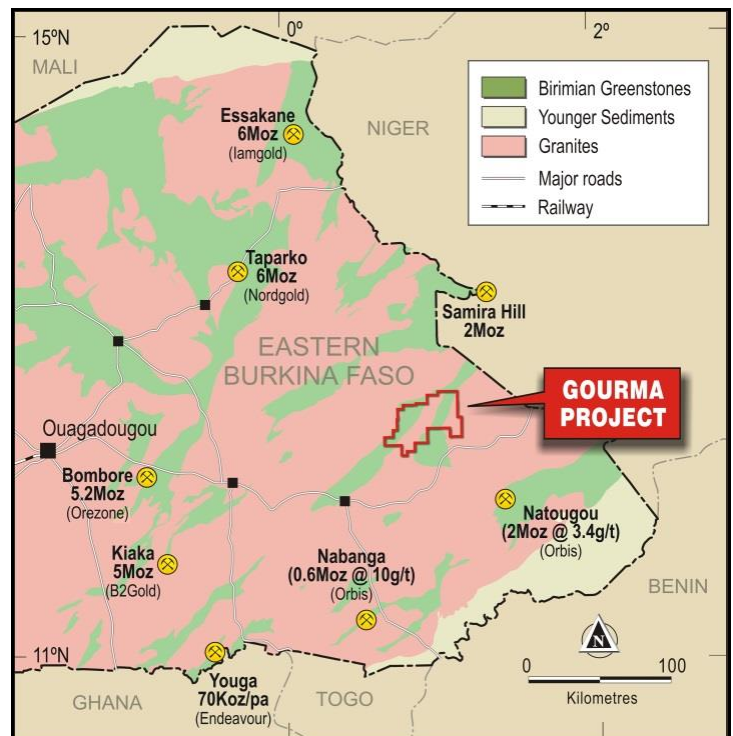 0º
2º
15ºN
MALI
Birimian Greenstones
Younger Sediments
Granites
Major roads
Railway
Essakane
6Moz
(Iamgold)
NIGER
Taparko
6Moz
(Nordgold)
Samira Hill
2Moz
EASTERN
BURKINA FASO
GOURMA
PROJECT
Ouagadougou
Bombore
5.2Moz
(Orezone)
Natougou
(2Moz @ 3.4g/t)
(Orbis)
Kiaka
5Moz
(B2Gold)
Nabanga
(0.6Moz @ 10g/t)
(Orbis)
BENIN
N
11ºN
0
100
Kilometres
Youga
70Koz/pa
(Endeavour)
GHANA
TOGO